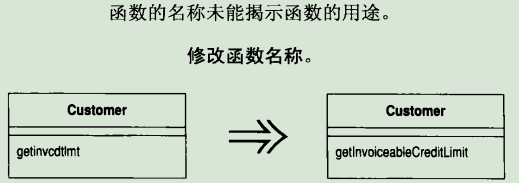 函数的名称未能揭示函数的用途。
修改函数名称。
Customer
getinvcdtlmt
Customer
getInvoiceableCreditLimit